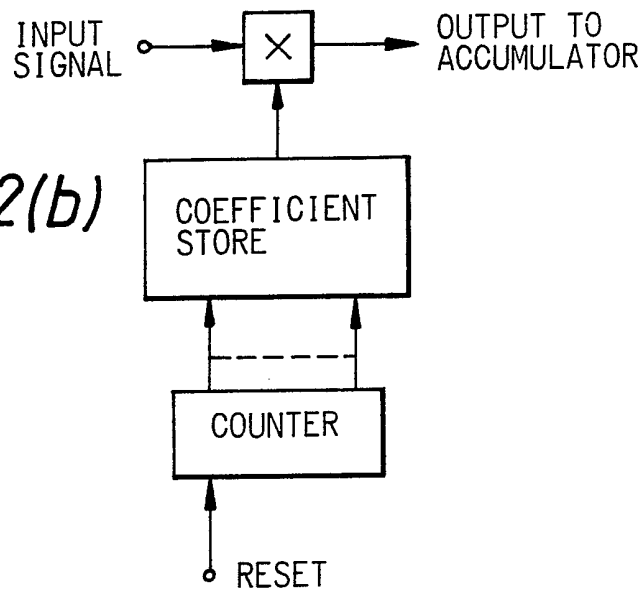 INPUT
SIGNAL
×
OUTPUT TO
ACCUMULATOR
2(b)
COEFFICIENT
STORE
COUNTER
RESET